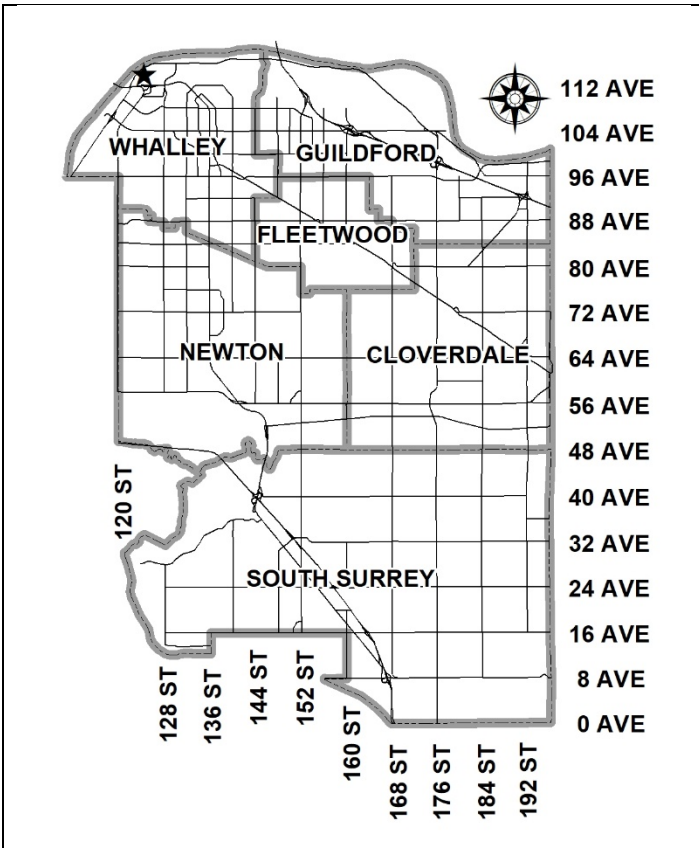 112 AVE
104 AVE
WHALLEY
GUILDFORD
96 AVE
88 AVE
FLEETWOOD
80 AVE
72 AVE
NEWTON
CLOVERDALE
64 AVE
56 AVE
48 AVE
120 ST
40 AVE
32 AVE
SOUTH SURREY
24 AVE
16 AVE
8 AVE
0 AVE
128 ST
136 ST
144 ST
152 ST
160 ST
168 ST
176 ST
184 ST
192 ST